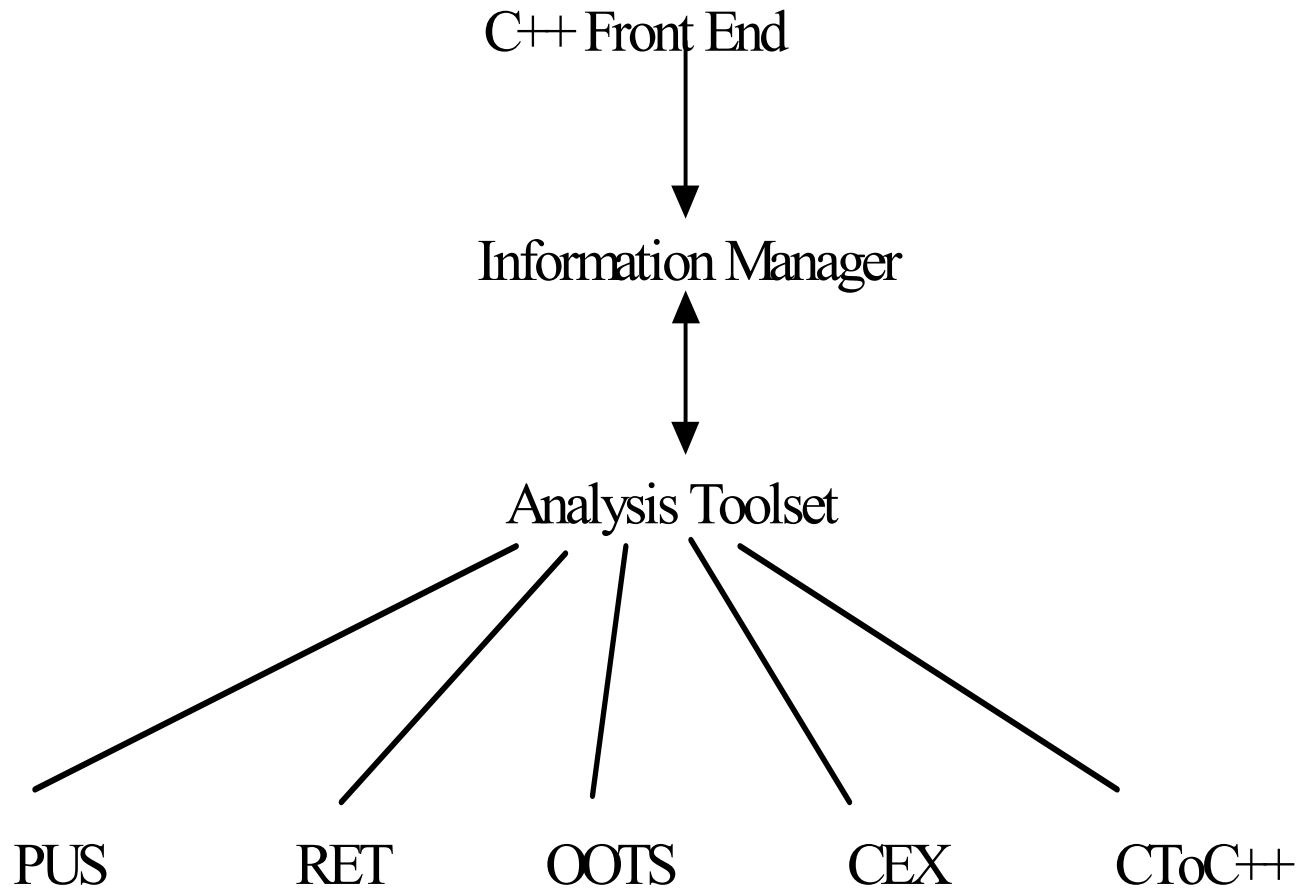 C++ Front End
Information Manager
Analysis Toolset
PUS RET OOTS CEX CToC++